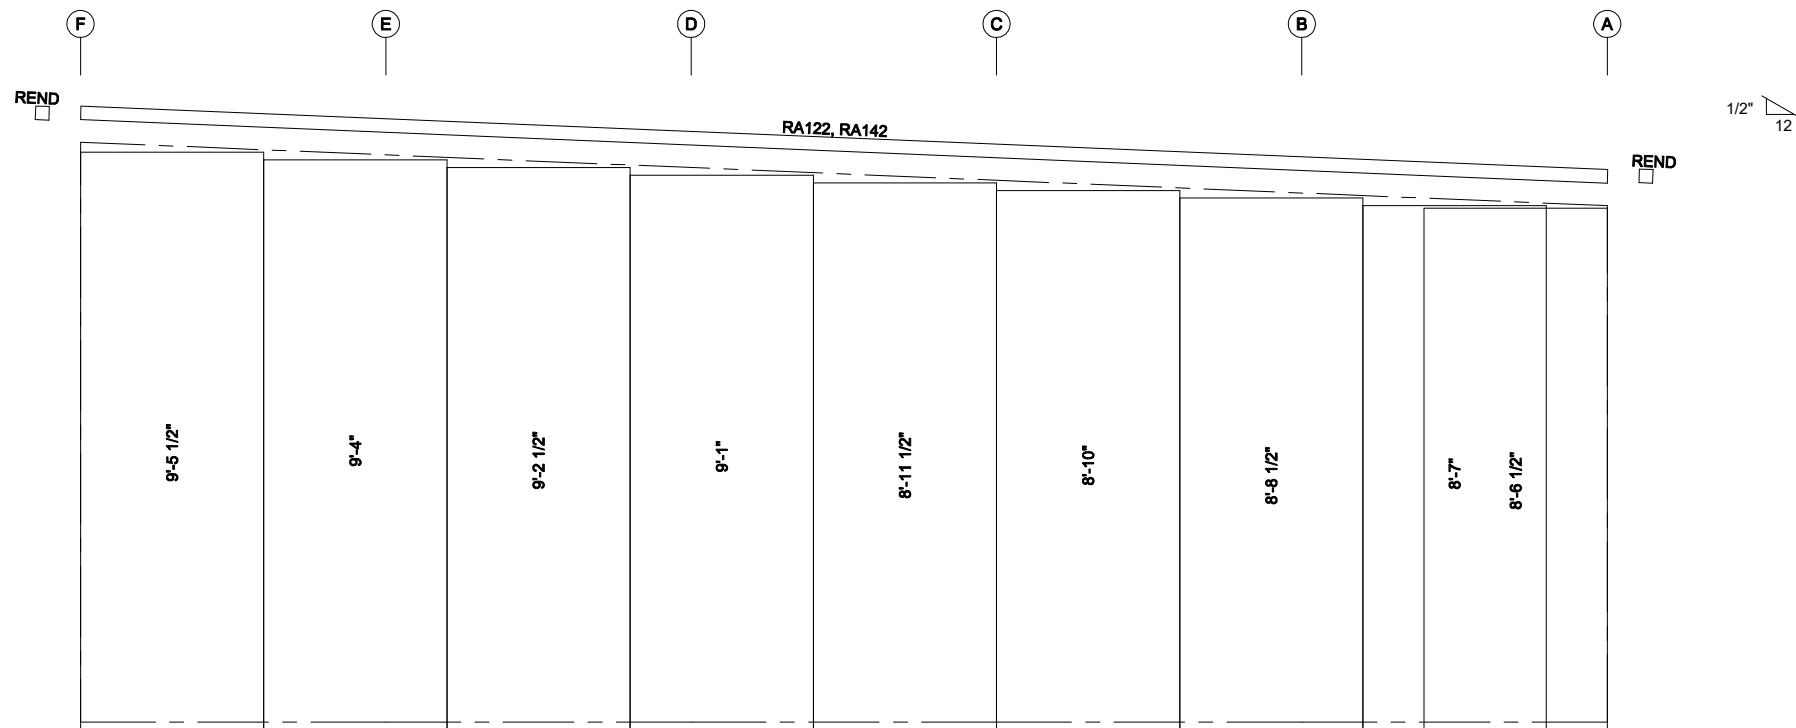 F
E
D
C
B
A
REND
RA122, RA142
1/2"
12
REND
9'-5 1/2"
9'-4"
9'-2 1/2"
9'-1"
8'-11 1/2"
8'-10"
8'-8 1/2"
8'-7"
8'-6 1/2"